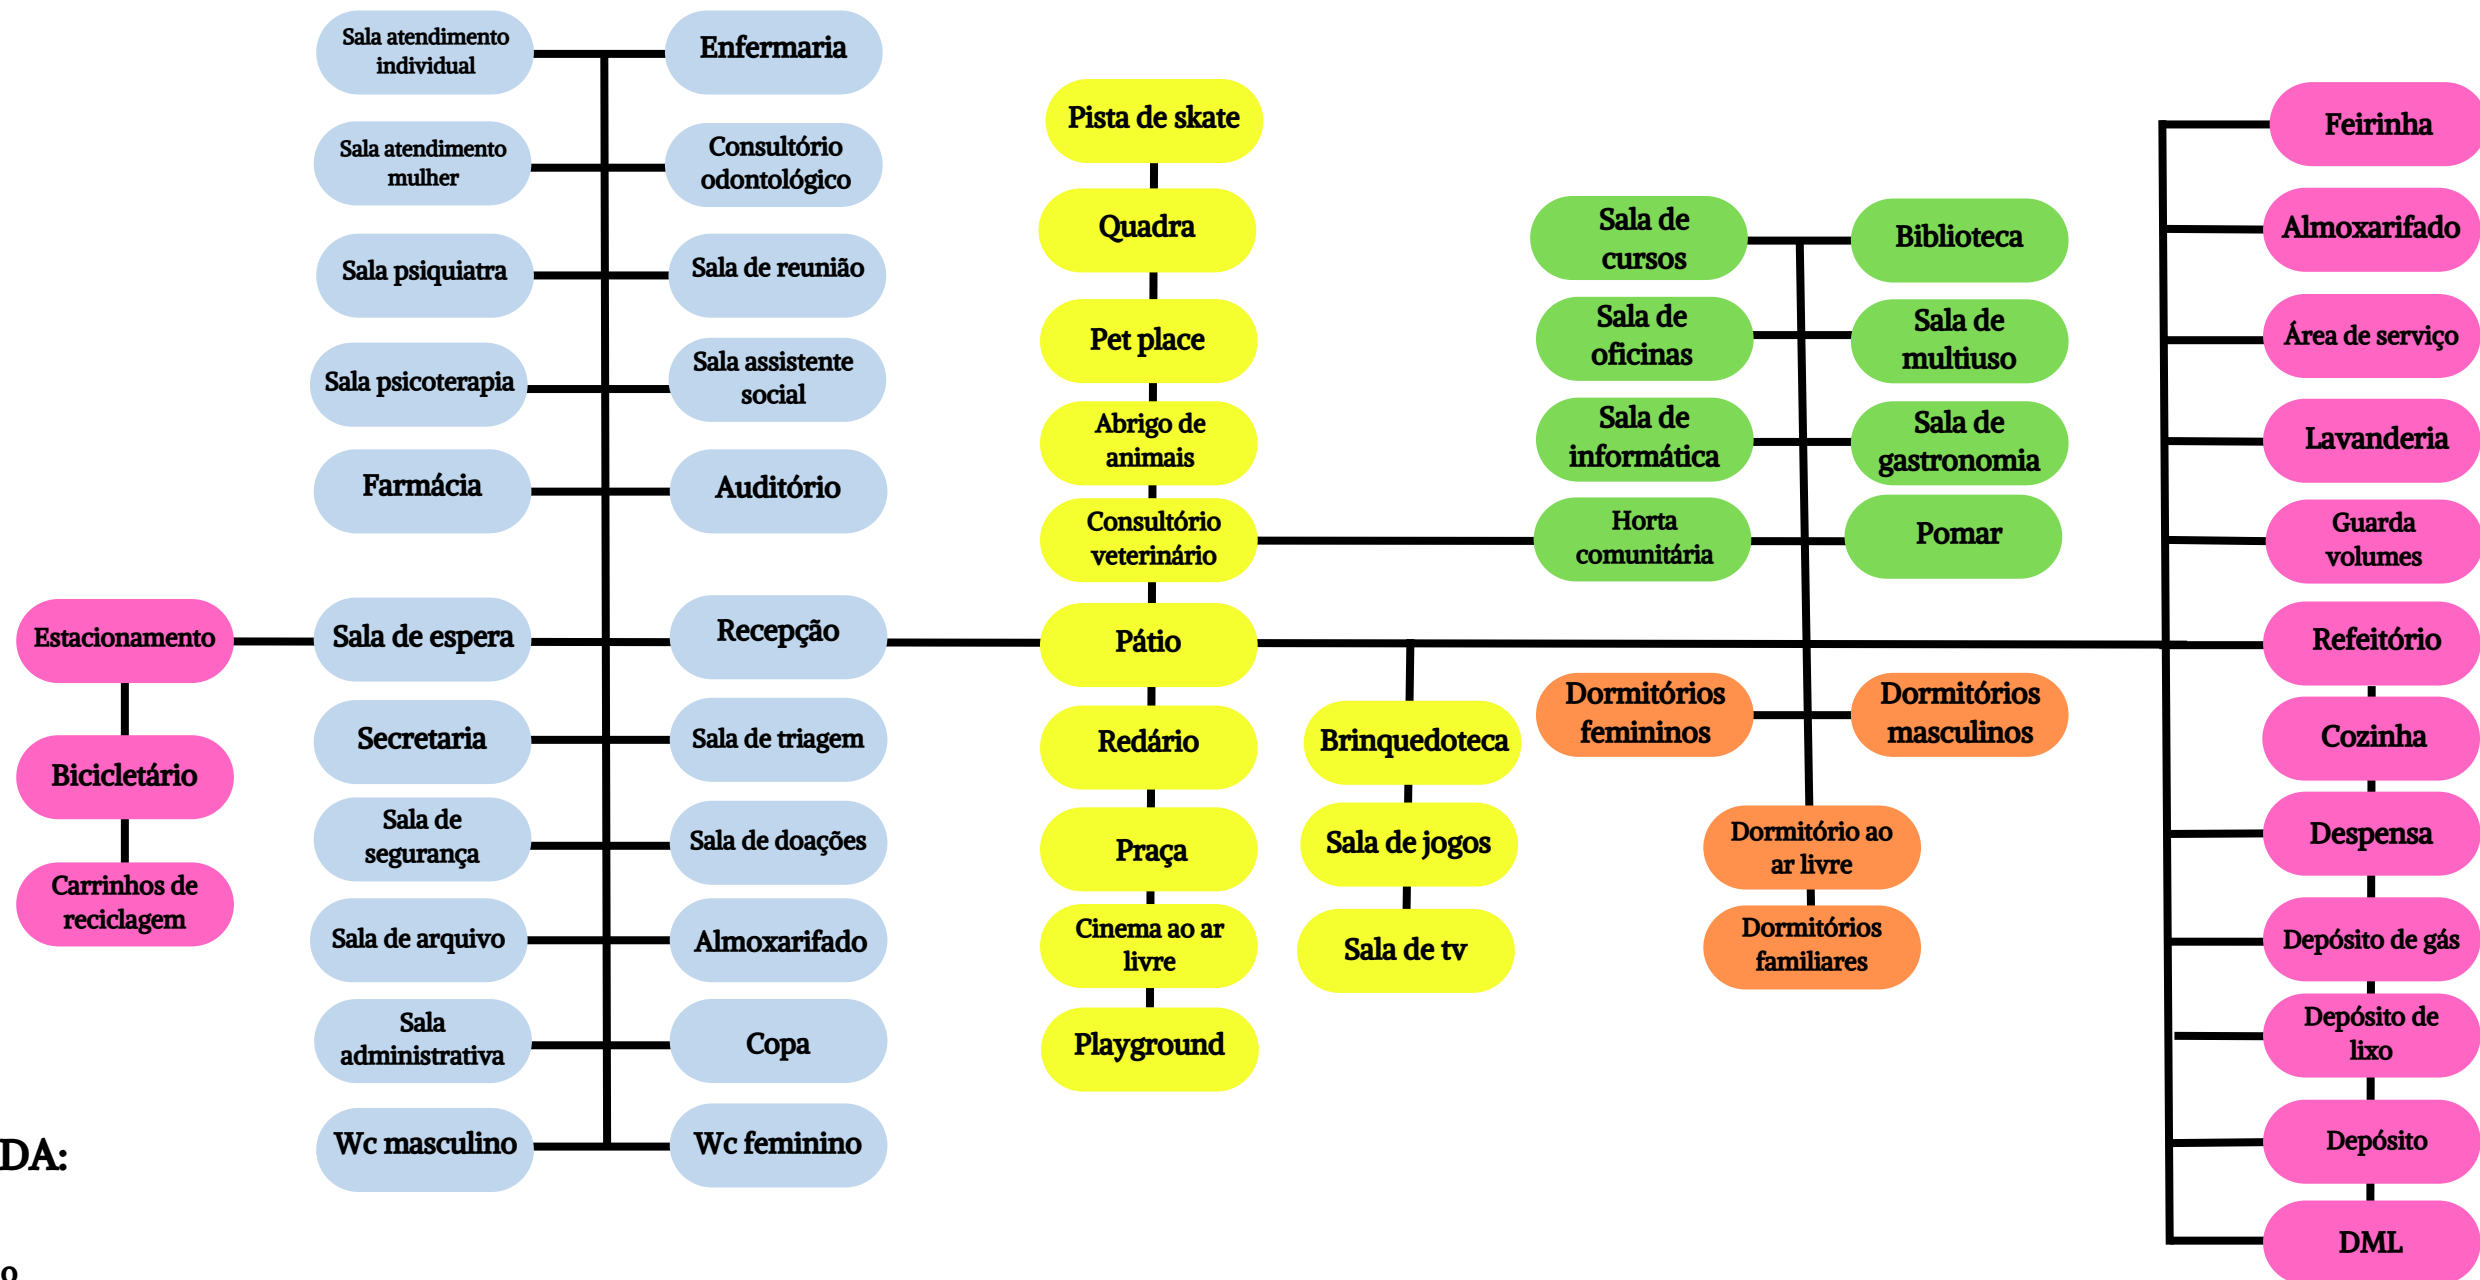 Sala atendimento
individual
Enfermaria
Sala atendimento
mulher
Consultório
odontológico
Sala psiquiatra
Sala de reunião
Sala psicoterapia
Sala assistente
social
Farmácia
Auditório
Estacionamento
Sala de espera
Recepção
Bicicletário
Carrinhos de
reciclagem
Secretaria
Sala de triagem
Sala de
segurança
Sala de doações
Sala de arquivo
Almoxarifado
Sala
administrativa
Copa
Wc masculino
Wc feminino
Pista de skate
Quadra
Pet place
Abrigo de
animais
Consultório
veterinário
Pátio
Redário
Praça
Cinema ao ar
livre
Playground
Brinquedoteca
Sala de jogos
Sala de tv
Sala de
cursos
Biblioteca
Sala de
oficinas
Sala de
multiuso
Sala de
informática
Sala de
gastronomia
Horta
comunitária
Pomar
Dormitórios
femininos
Dormitórios
masculinos
Dormitório ao
ar livre
Dormitórios
familiares
Feirinha
Almoxarifado
Área de serviço
Lavanderia
Guarda
volumes
Refeitório
Cozinha
Despensa
Depósito de gás
Depósito de
lixo
Depósito
DML
DA: